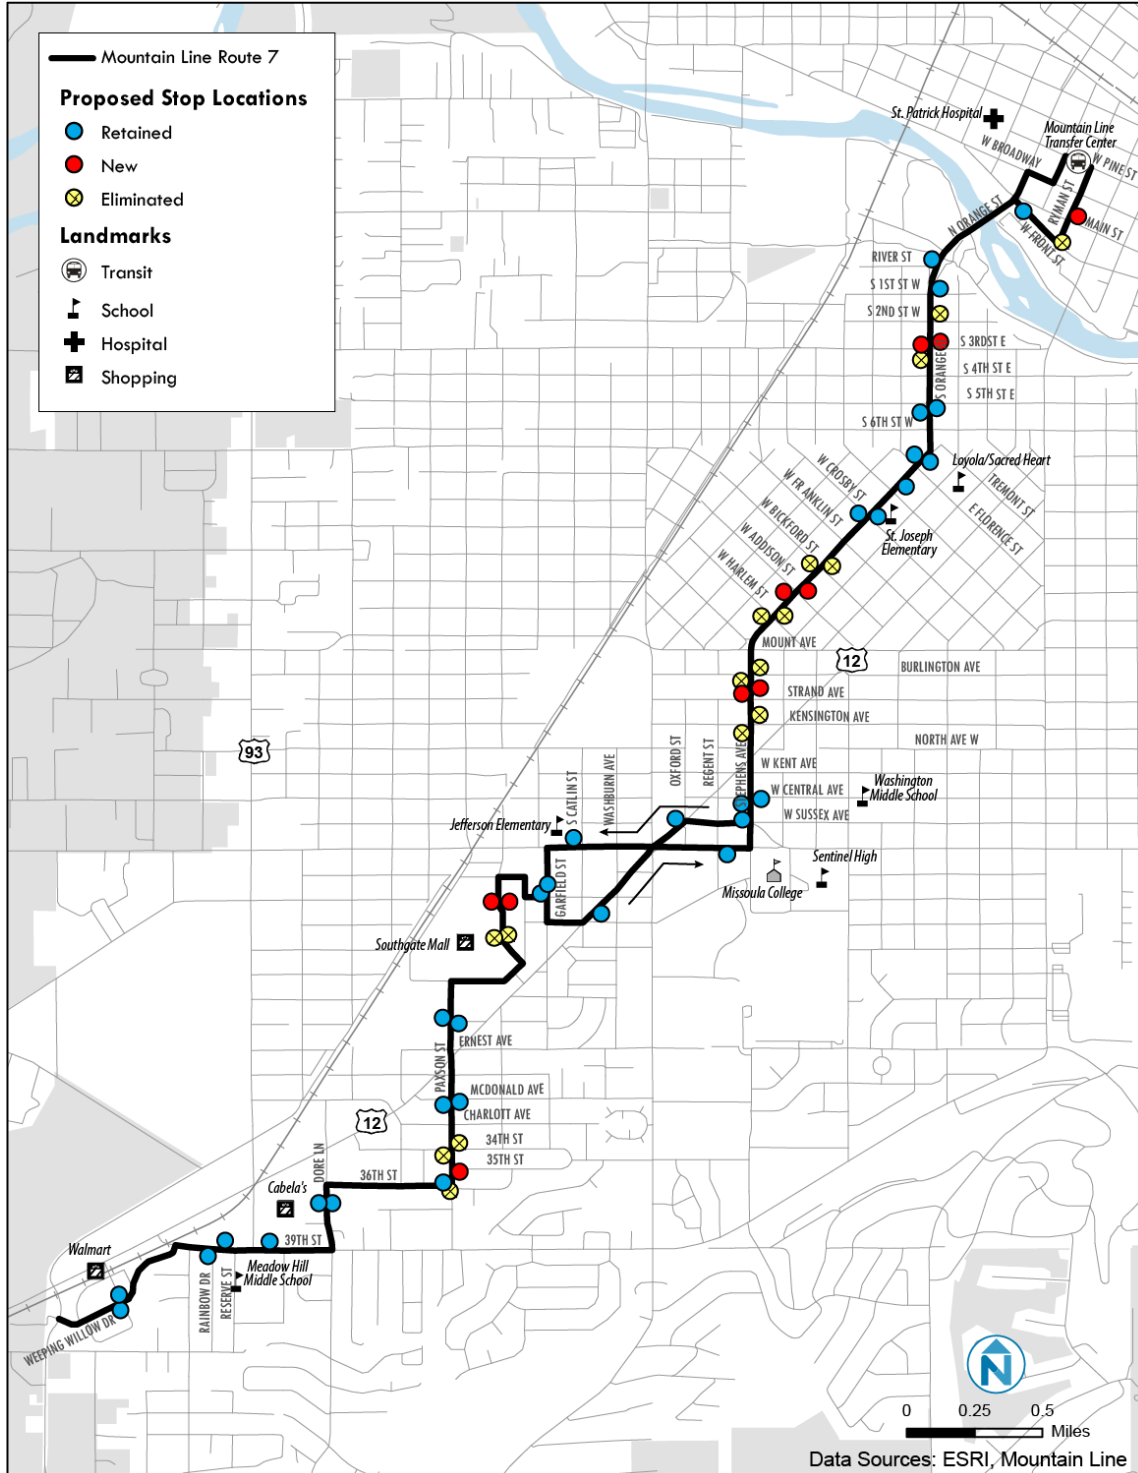 Mountain Line Route 7
Proposed Stop Locations
Retained
New
Eliminated
Landmarks
Transit
School
Hospital
Shopping
St. Patrick Hospital
Mountain Line
Transfer Center
W BROADWAY
W PINE ST
RYMAN ST
N ORANGE ST
MAIN ST
W FRONT ST
RIVER ST
S 1ST ST W
S 2ND ST W
S 3RDST E
S ORANGE
S 4TH ST E
S 5TH ST E
S 6TH ST W
Loyola/Sacred Heart
W CROSBY ST
TREMONT ST
W FR ANKLIN ST
E FLORENCE ST
W BICKFORD ST
St. Joseph
Elementary
W ADDISON ST
W HARLEM ST
MOUNT AVE
12
BURLINGTON AVE
STRAND AVE
KENSINGTON AVE
NORTH AVE W
93
OXFORD ST
REGENT ST
STEPHENS AVE
W KENT AVE
S CATLIN ST
WASHBURN AVE
W CENTRAL AVE
Washington
Middle School
W SUSSEX AVE
Jefferson Elementary
Sentinel High
Missoula College
GARFIELD ST
Southgate Mall
PAXSON ST
ERNEST AVE
MCDONALD AVE
CHARLOTT AVE
12
34TH ST
35TH ST
36TH ST
DORE LN
Cabela's
39TH ST
Walmart
Meadow Hill
Middle School
RAINBOW DR
RESERVE ST
WEEPING WILLOW DR
N
0 0.25 0.5
Miles
Data Sources: ESRI, Mountain Line